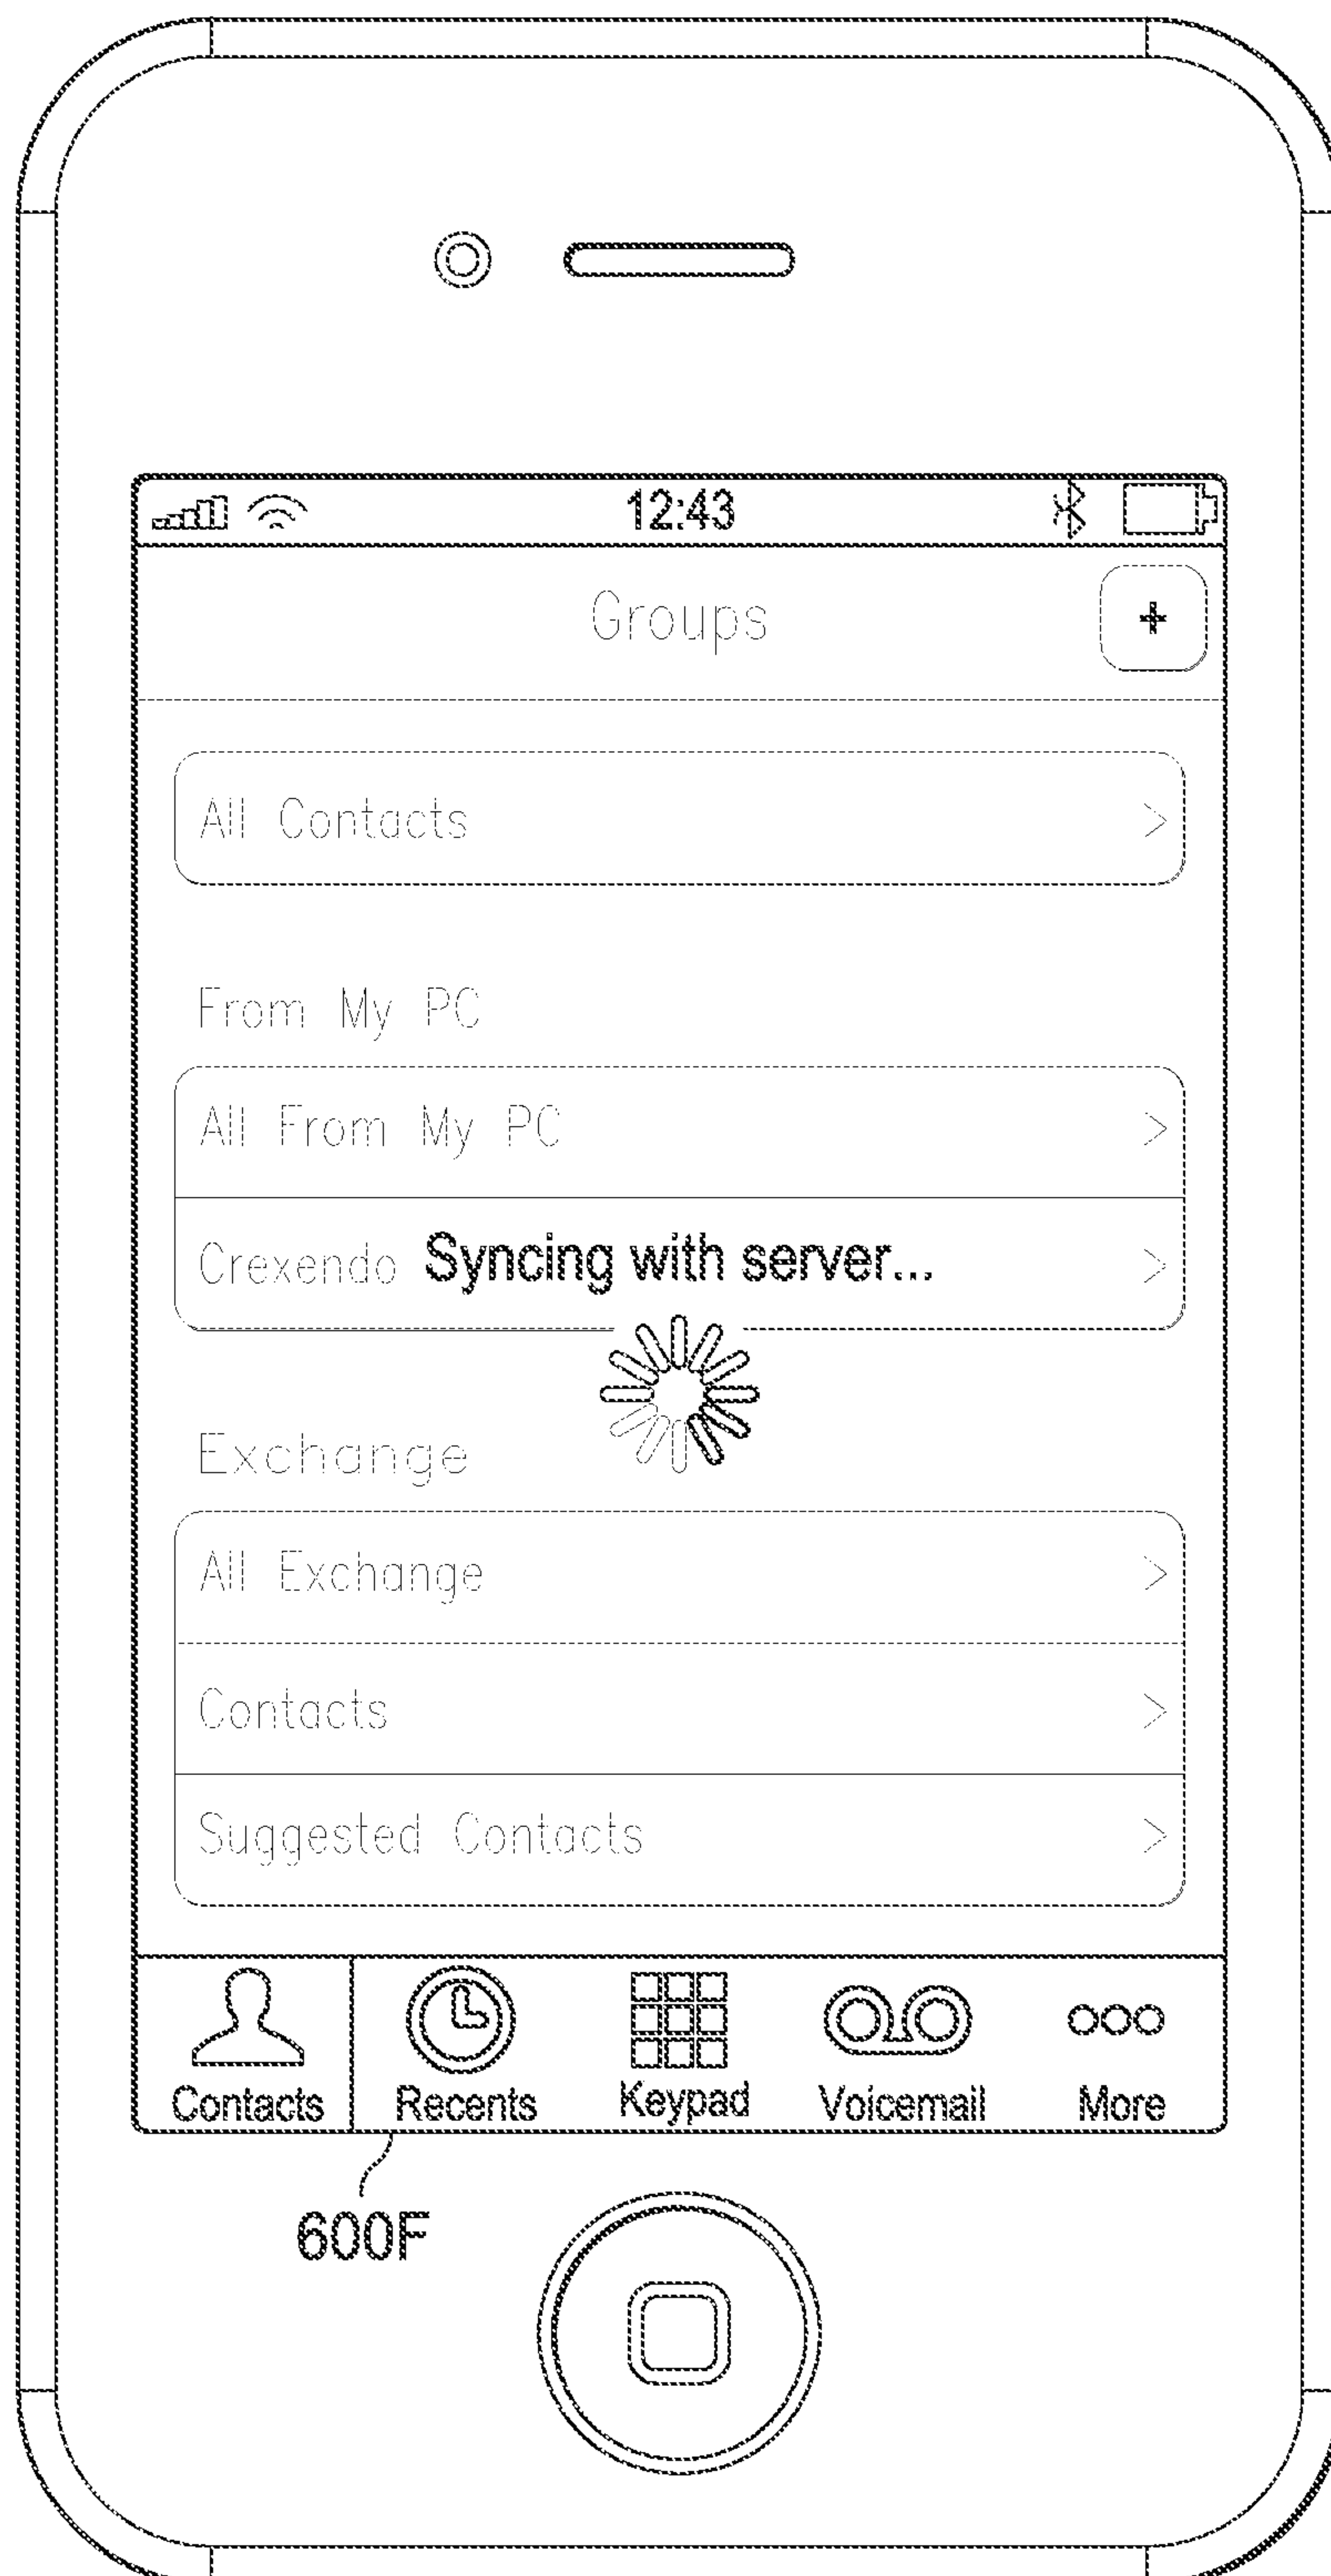 12:43
Groups
+
All Contacts >
From My PC
All From My PC >
Crexendo Syncing with server... >
Exchange
All Exchange >
Contacts >
Suggested Contacts >
Contacts Recents Keypad Voicemail More
600F